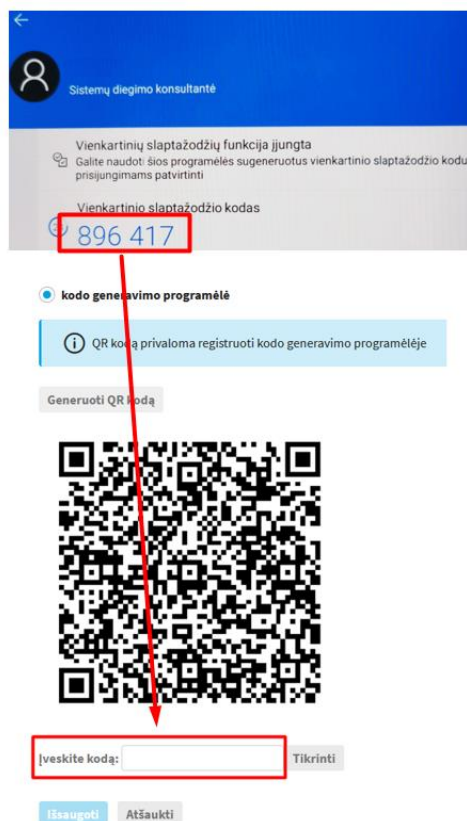 Sistemų diegimo konsultantė
Vienkartinių slaptažodžių funkcija įjungta
Galite naudoti šios programėlės sugeneruotus vienkartinio slaptažodžio kodu
prisijungimams patvirtinti
Vienkartinio slaptažodžio kodas
896 417
kodo generavimo programėlė
QR kodą privaloma registruoti kodo generavimo programėlėje
Generuoti QR kodą
Įveskite kodą:
Tikrinti
Išsaugoti Atšaukti